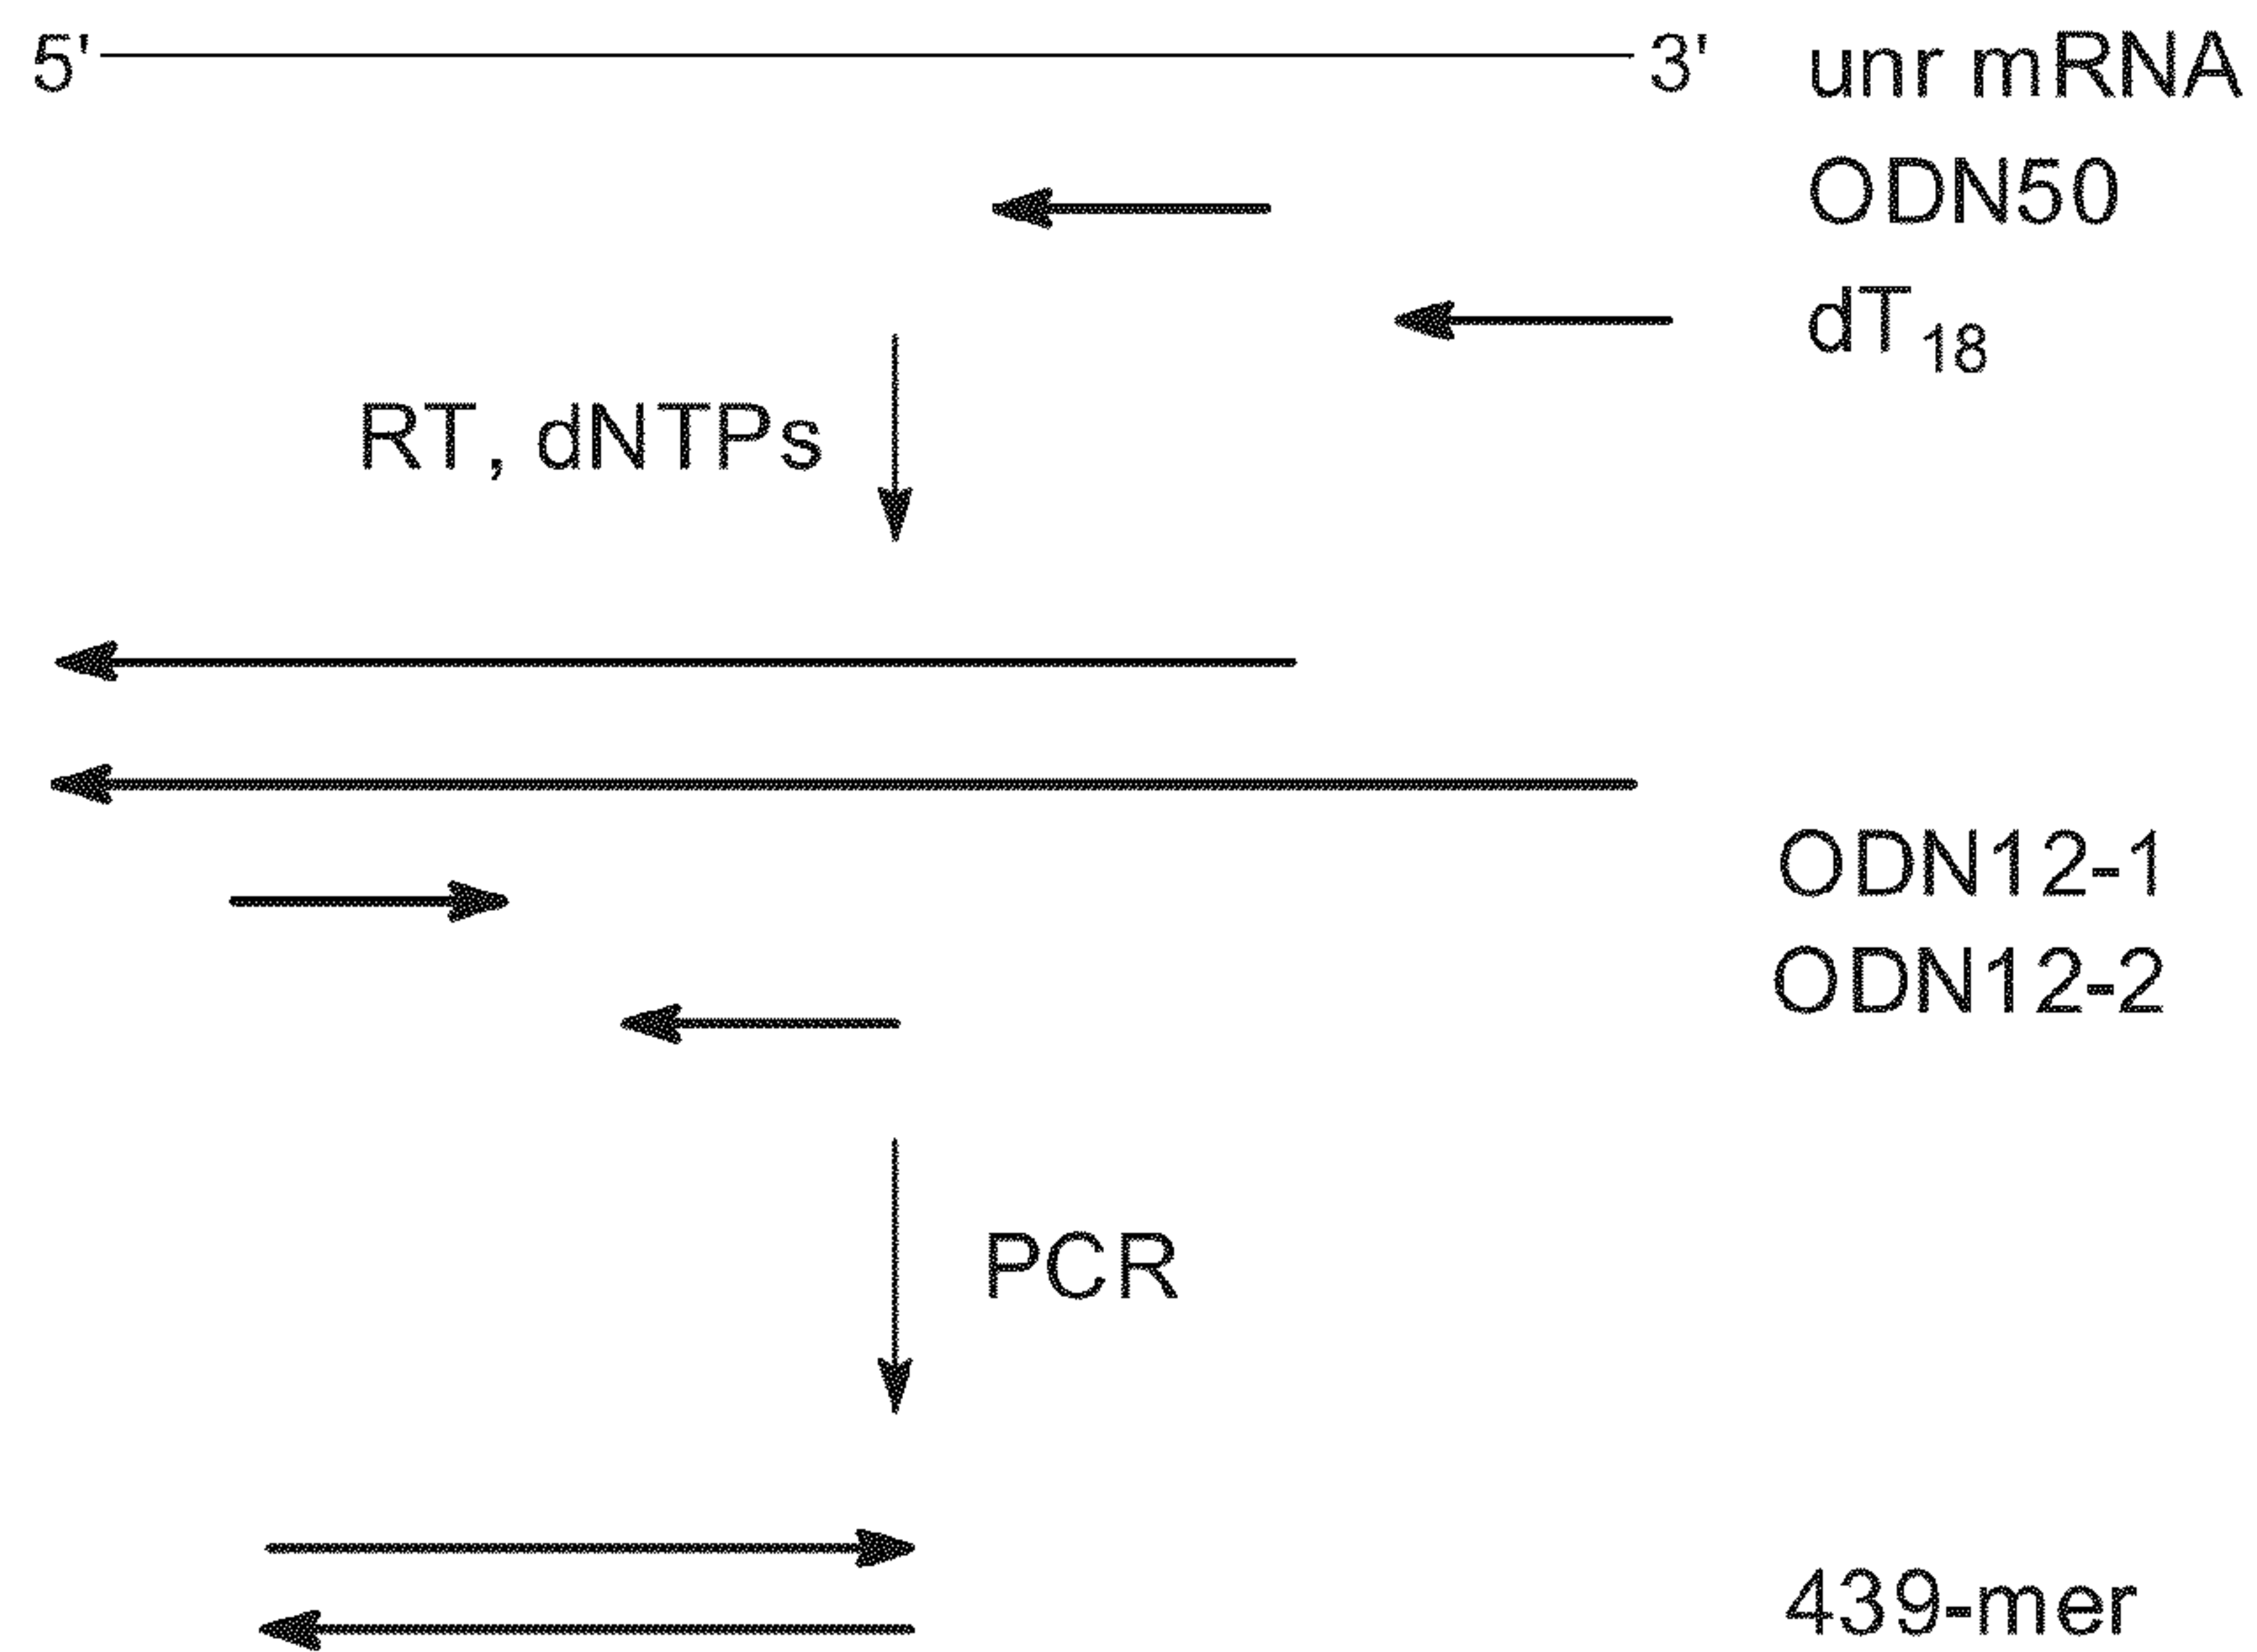 5' 3' unr mRNA
ODN50
dT18
RT, dNTPs
ODN12-1
ODN12-2
PCR
439-mer